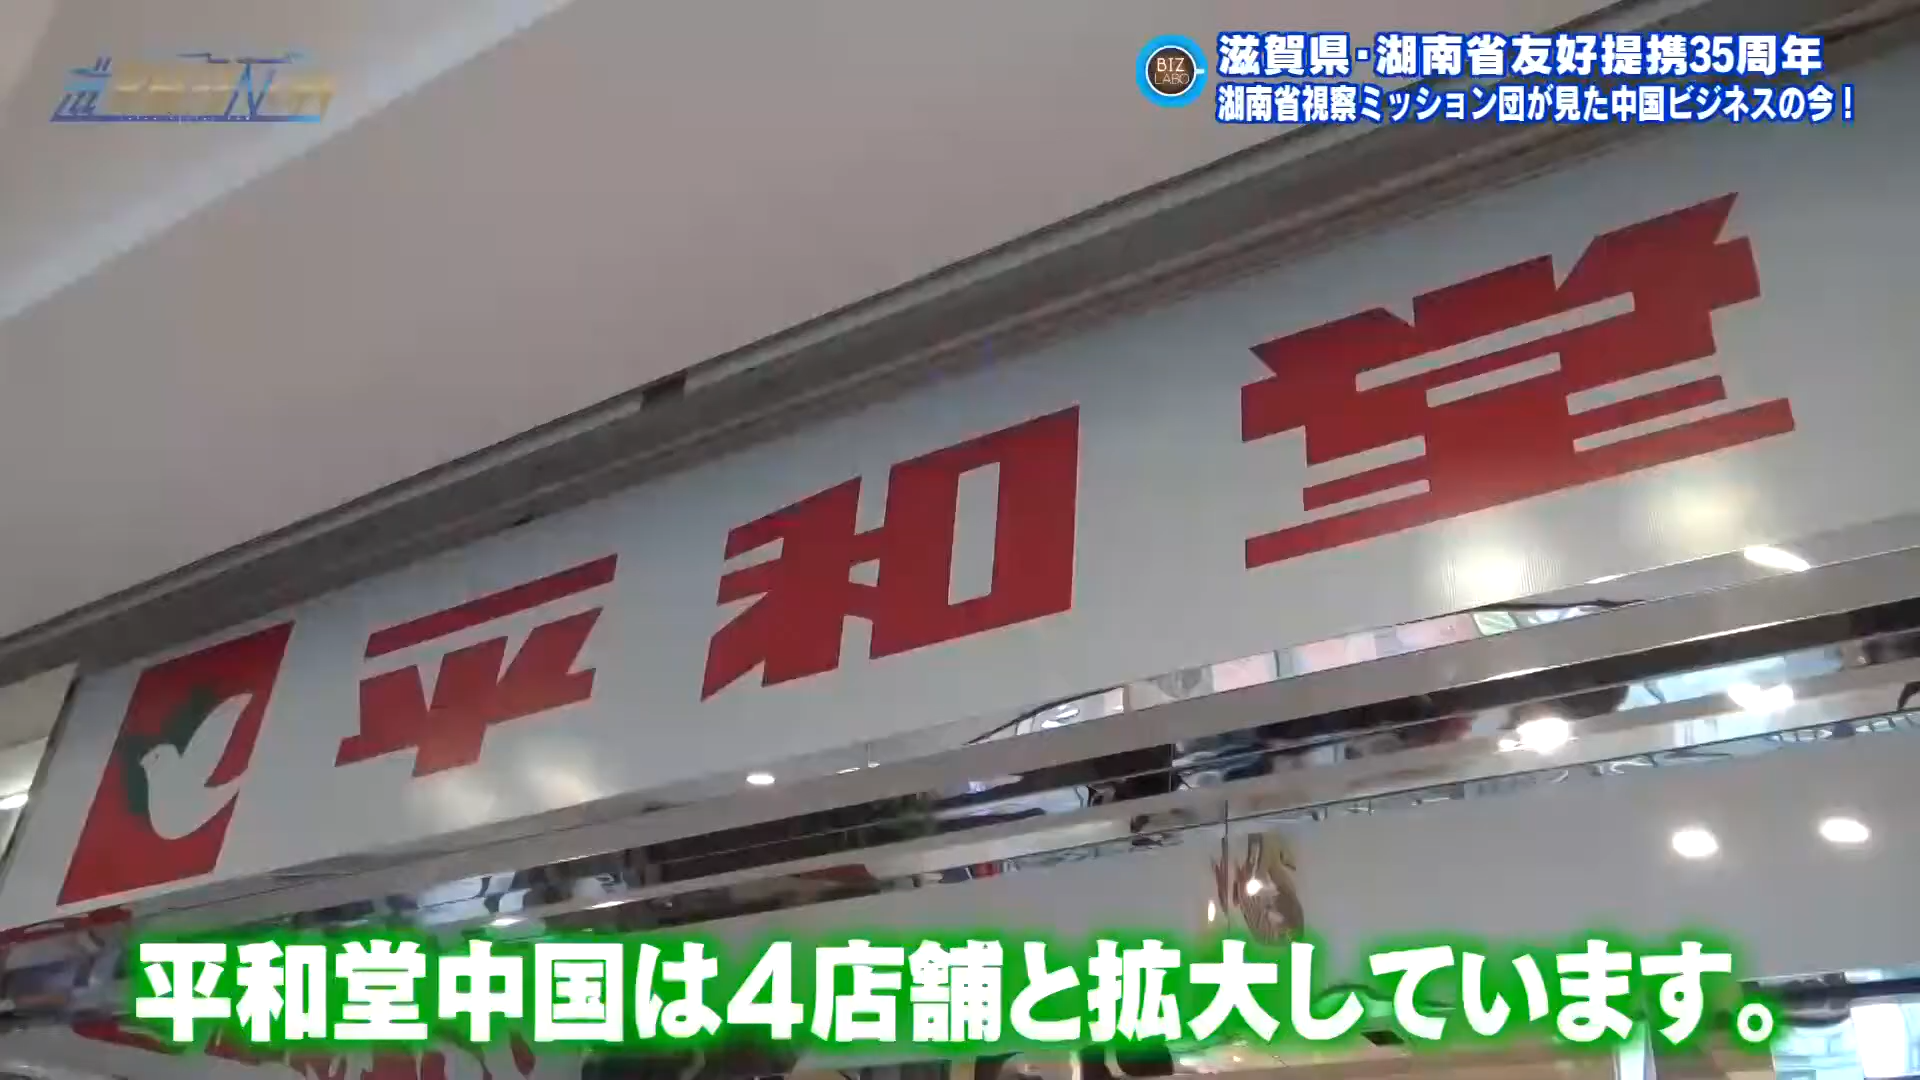 BIZ
LABO
滋賀県・湖南省友好提携35周年
湖南省視察ミッション団が見た中国ビジネスの今！
平和堂
平和堂中国は4店舗と拡大しています。